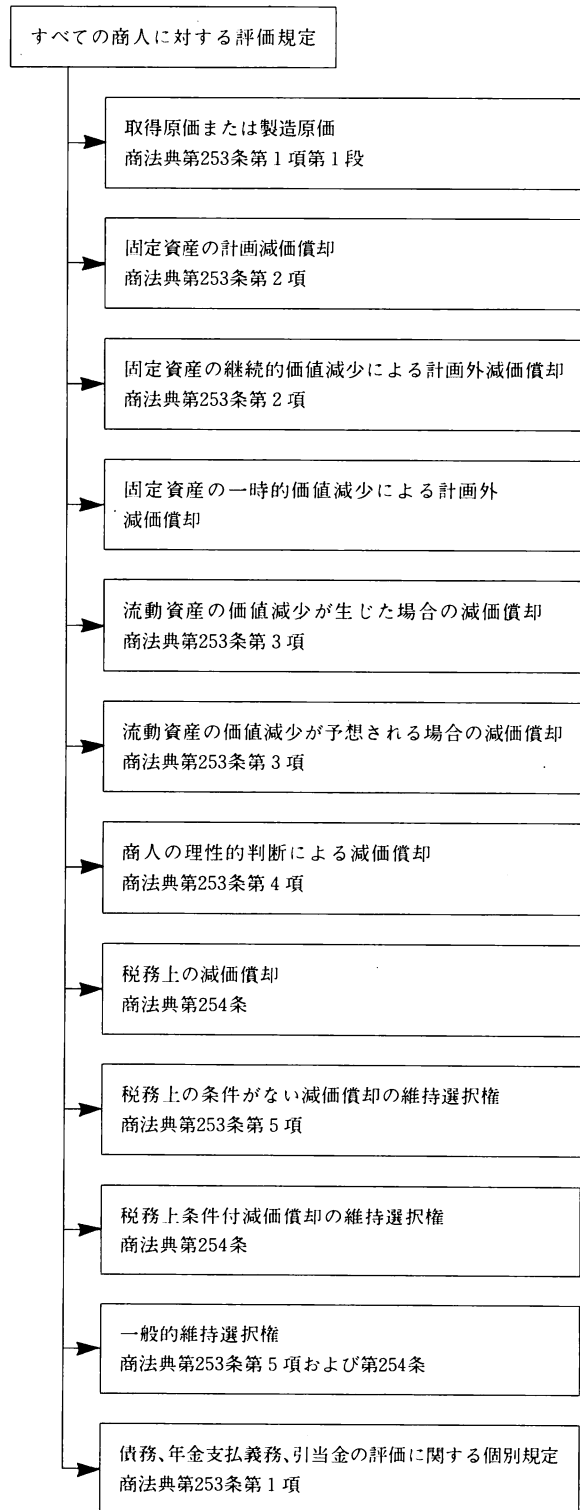 すべての商人に対する評価規定
取得原価または製造原価
商法典第253条第1項第1段
固定資産の計画減価償却
商法典第253条第2項
固定資産の継続的価値減少による計画外減価償却
商法典第253条第2項
固定資産の一時的価値減少による計画外
減価償却
流動資産の価値減少が生じた場合の減価償却
商法典第253条第3項
流動資産の価値減少が予想される場合の減価償却
商法典第253条第3項
商人の理性的判断による減価償却
商法典第253条第4項
税務上の減価償却
商法典第254条
税務上の条件がない減価償却の維持選択権
商法典第253条第5項
税務上条件付減価償却の維持選択権
商法典第254条
一般的維持選択権
商法典第253条第5項および第254条
債務、年金支払義務、引当金の評価に関する個別規定
商法典第253条第1項